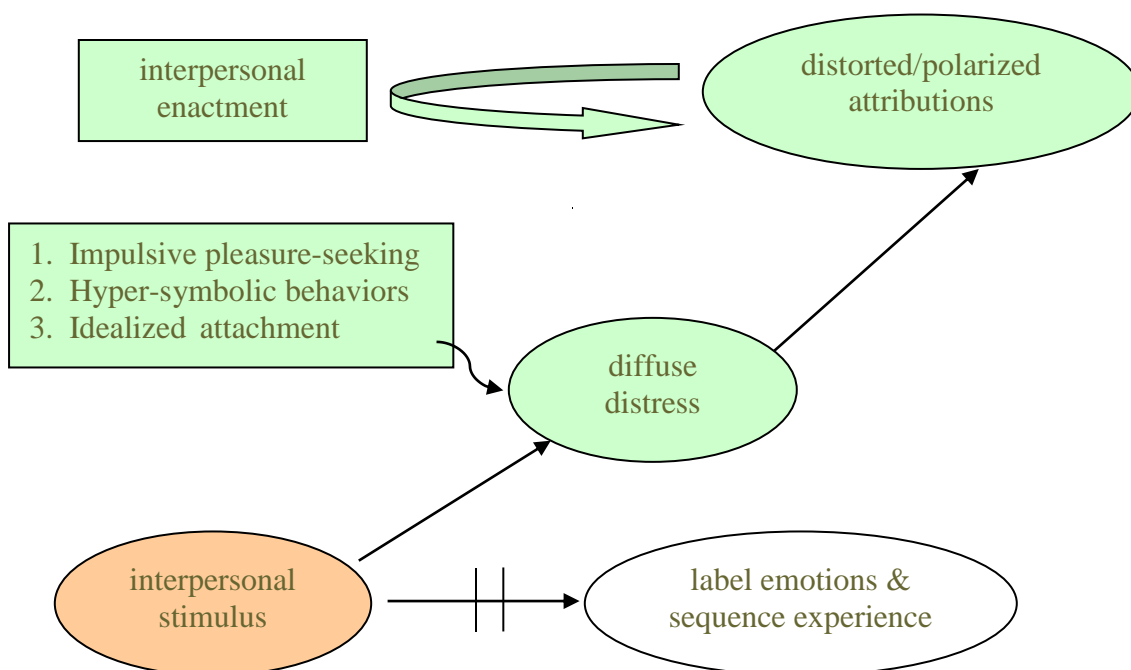 interpersonal
enactment
distorted/polarized
attributions
1. Impulsive pleasure-seeking
2. Hyper-symbolic behaviors
3. Idealized attachment
diffuse
distress
interpersonal
stimulus
label emotions &
sequence experience